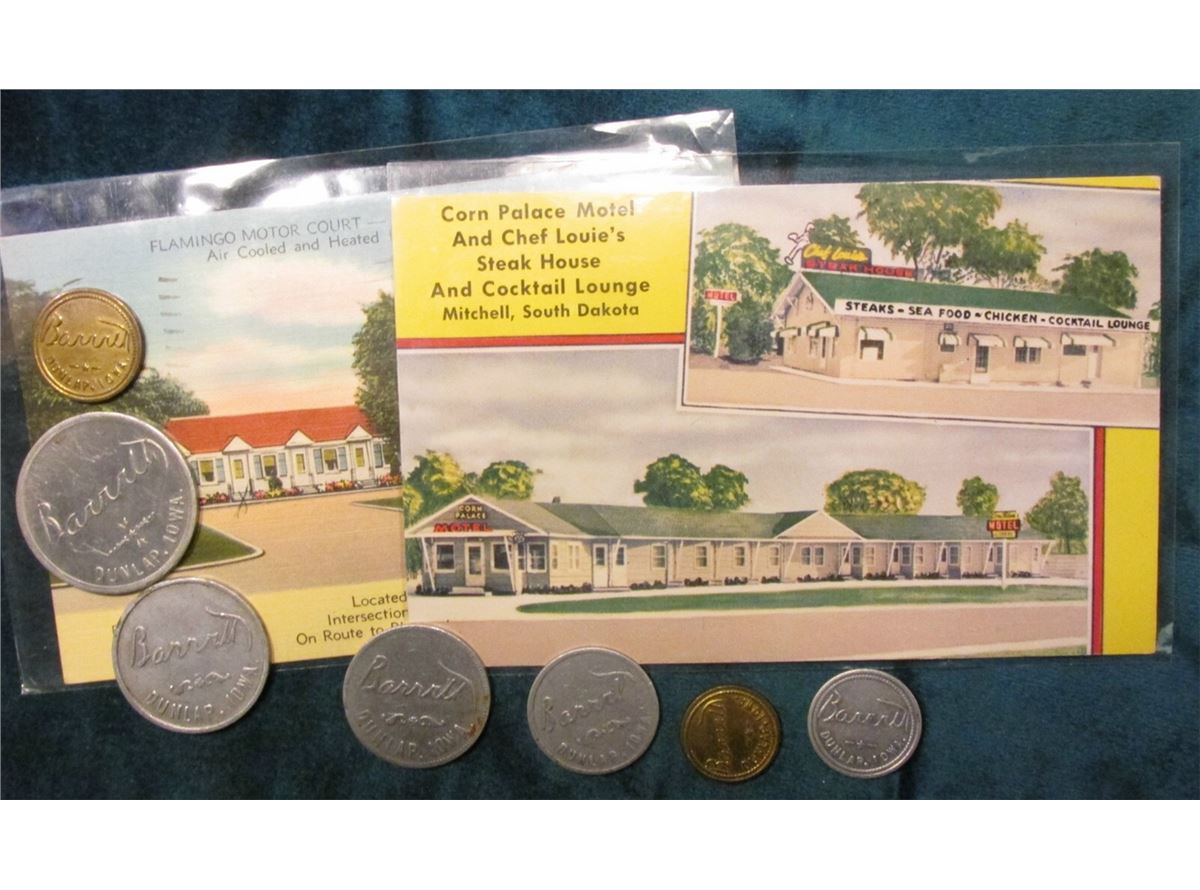 FLAMINGO MOTOR COURT —
Air Cooled and Heated
Located
Intersection
On Route to
Corn Palace Motel
And Chef Louie's
Steak House
And Cocktail Lounge
Mitchell, South Dakota
Chef Louie's
STEAK HOUSE
MOTEL
STEAKS - SEA FOOD - CHICKEN - COCKTAIL LOUNGE
CORN
PALACE
MOTEL
MOTEL
Barrett
DUNLAP, IOWA.
Barrett
DUNLAP, IOWA.
Barrett
DUNLAP, IOWA.
Barrett
DUNLAP, IOWA.
Barrett
DUNLAP, IOWA.
Barrett
Barrett
DUNLAP, IOWA.